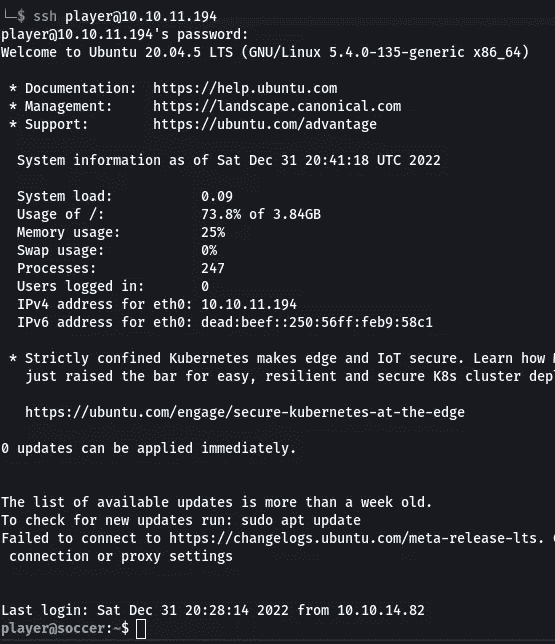 └─$ ssh player@10.10.11.194
player@10.10.11.194's password:
Welcome to Ubuntu 20.04.5 LTS (GNU/Linux 5.4.0-135-generic x86_64)
* Documentation:  https://help.ubuntu.com
* Management:     https://landscape.canonical.com
* Support:        https://ubuntu.com/advantage
System information as of Sat Dec 31 20:41:18 UTC 2022
System load:           0.09
Usage of /:            73.8% of 3.84GB
Memory usage:          25%
Swap usage:            0%
Processes:             247
Users logged in:       0
IPv4 address for eth0: 10.10.11.194
IPv6 address for eth0: dead:beef::250:56ff:feb9:58c1
* Strictly confined Kubernetes makes edge and IoT secure. Learn how
just raised the bar for easy, resilient and secure K8s cluster
https://ubuntu.com/engage/secure-kubernetes-at-the-edge
0 updates can be applied immediately.
The list of available updates is more than a week old.
To check for new updates run: sudo apt update
Failed to connect to https://changelogs.ubuntu.com/meta-release-lts.
connection or proxy settings
Last login: Sat Dec 31 20:28:14 2022 from 10.10.14.82
player@soccer:~$